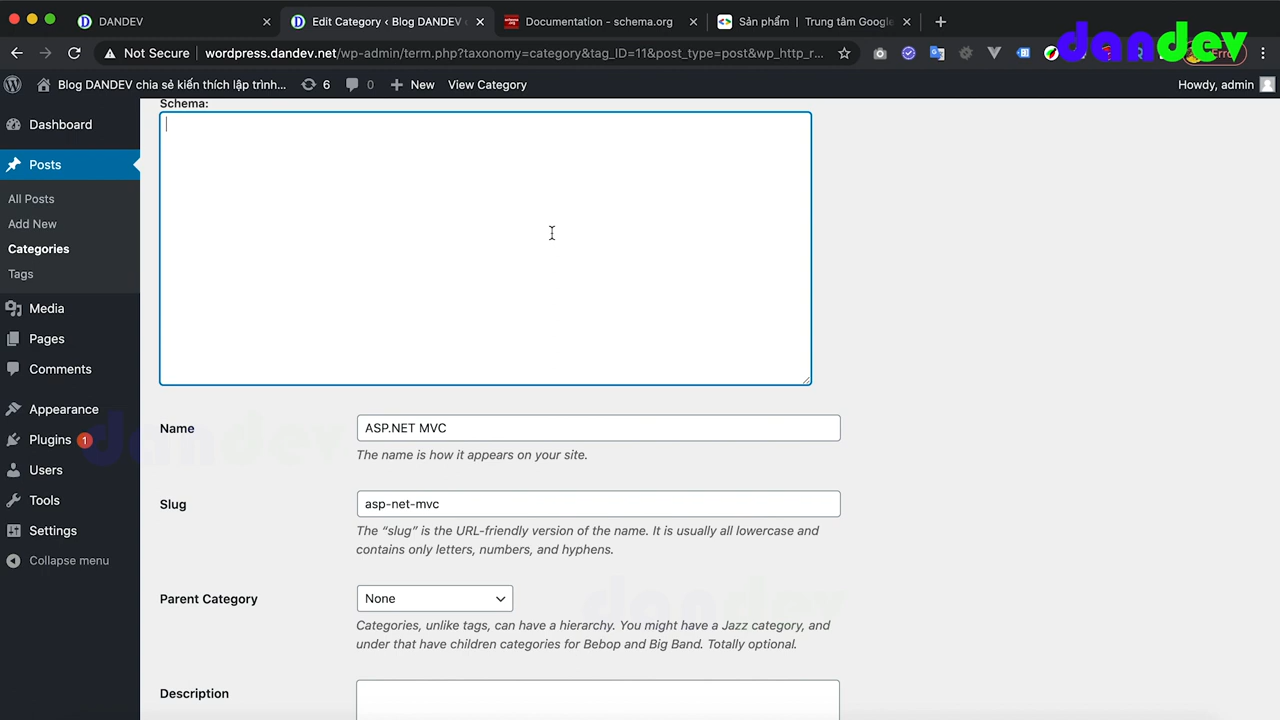 DANDEV
Edit Category ‹ Blog DANDEV
Documentation - schema.org
Sản phẩm | Trung tâm Google
Not Secure
wordpress.dandev.net/wp-admin/term.php?taxonomy=category&tag_ID=11&post_type=post&wp_http_r...
dandev
Blog DANDEV chia sẻ kiến thích lập trình...
6
0
New
View Category
Howdy, admin
Schema:
Dashboard
Posts
All Posts
Add New
Categories
Tags
Media
Pages
Comments
Appearance
Plugins 1
Users
Tools
Settings
Collapse menu
Name
ASP.NET MVC
The name is how it appears on your site.
Slug
asp-net-mvc
The “slug” is the URL-friendly version of the name. It is usually all lowercase and
contains only letters, numbers, and hyphens.
Parent Category
None
Categories, unlike tags, can have a hierarchy. You might have a Jazz category, and
under that have children categories for Bebop and Big Band. Totally optional.
Description
dandev
dandev